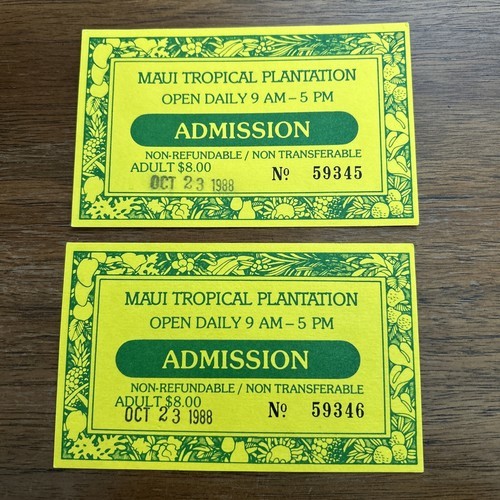 MAUI TROPICAL PLANTATION
OPEN DAILY 9 AM – 5 PM
ADMISSION
NON-REFUNDABLE / NON TRANSFERABLE
ADULT $8.00
OCT 23 1988 Nº 59345
MAUI TROPICAL PLANTATION
OPEN DAILY 9 AM – 5 PM
ADMISSION
NON-REFUNDABLE / NON TRANSFERABLE
ADULT $8.00
OCT 23 1988 Nº 59346